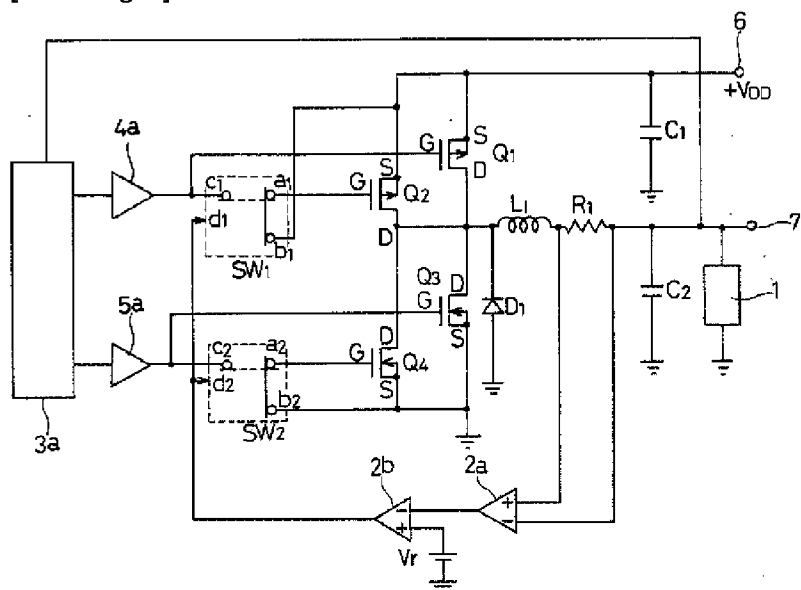 6
+VDD
4a
C1
S
G
Q1
D
c1
a1
G
S
Q2
d1
b1
D
SW1
L1
R1
7
5a
Q3
D
G
D1
S
C2
1
c2
a2
D
G
Q4
S
d2
b2
SW2
3a
2b
2a
+
−
−
+
Vr